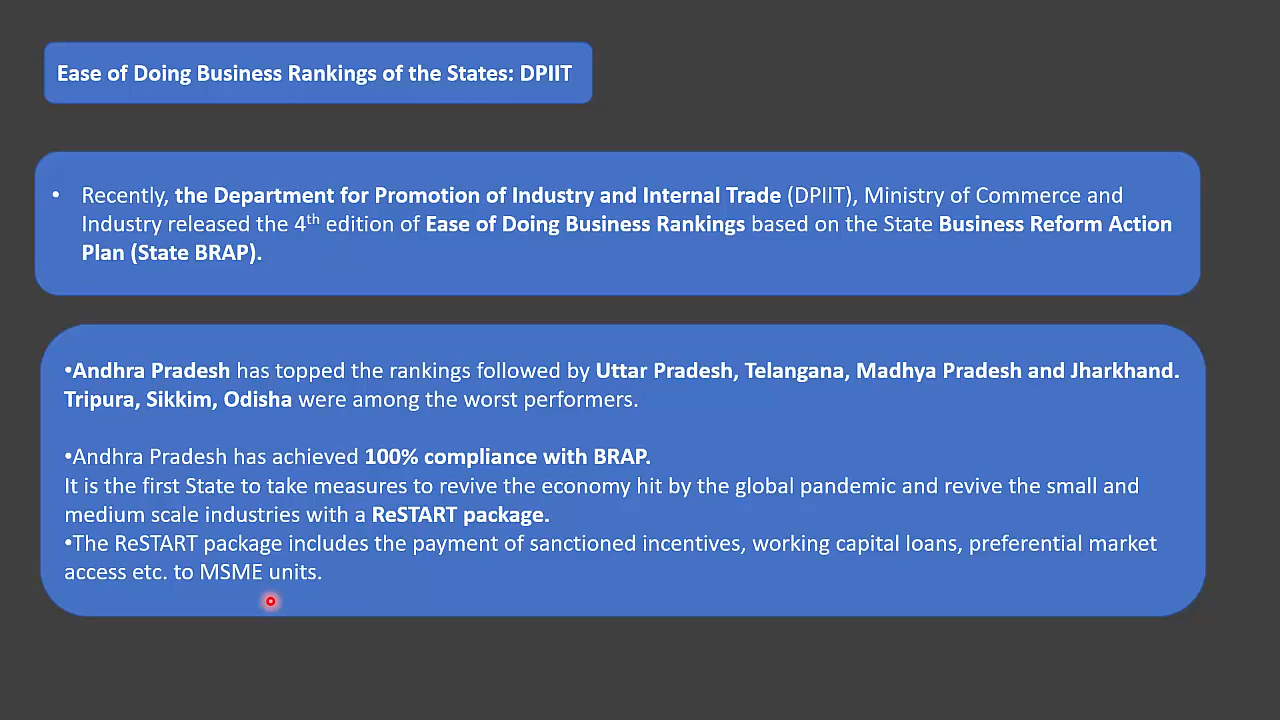 Ease of Doing Business Rankings of the States: DPIIT
• Recently, the Department for Promotion of Industry and Internal Trade (DPIIT), Ministry of Commerce and
Industry released the 4th edition of Ease of Doing Business Rankings based on the State Business Reform Action
Plan (State BRAP).
•Andhra Pradesh has topped the rankings followed by Uttar Pradesh, Telangana, Madhya Pradesh and Jharkhand.
Tripura, Sikkim, Odisha were among the worst performers.
•Andhra Pradesh has achieved 100% compliance with BRAP.
It is the first State to take measures to revive the economy hit by the global pandemic and revive the small and
medium scale industries with a ReSTART package.
•The ReSTART package includes the payment of sanctioned incentives, working capital loans, preferential market
access etc. to MSME units.